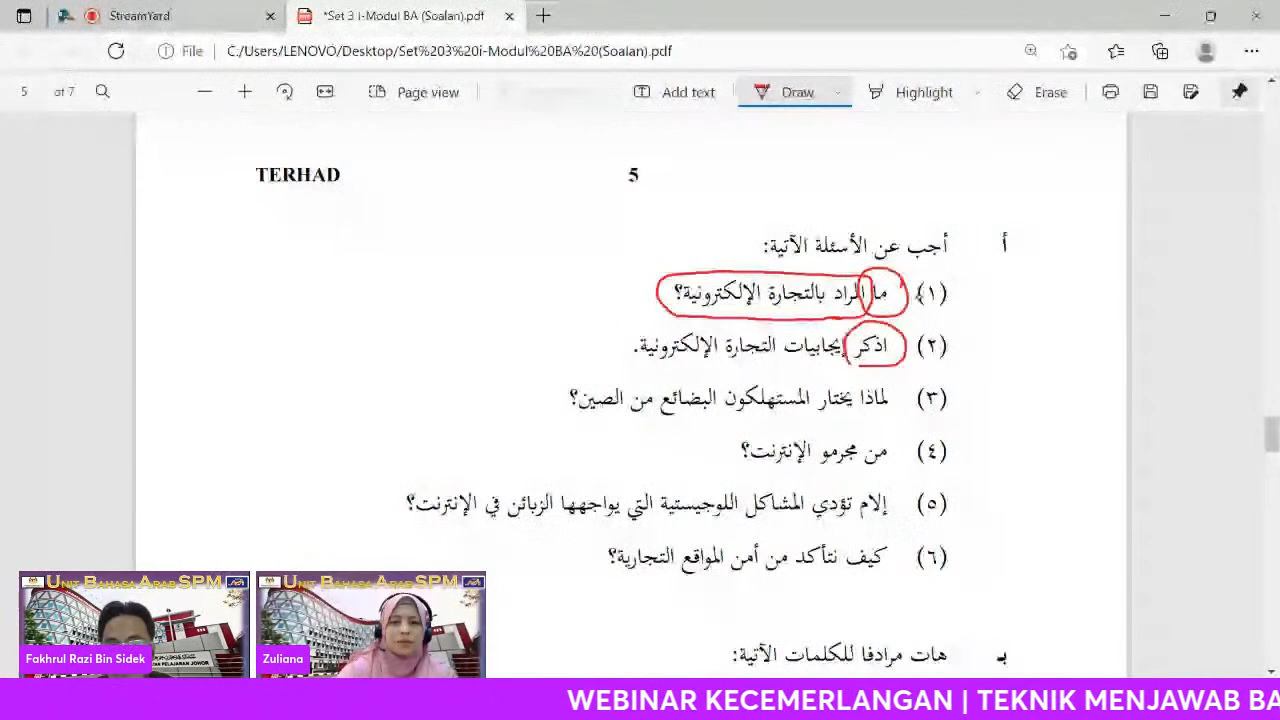 StreamYard
*Set 3 i-Modul BA (Soalan).pdf
File
C:/Users/LENOVO/Desktop/Set%203%20i-Modul%20BA%20(Soalan).pdf
5 of 7
Page view
Add text
Draw
Highlight
Erase
TERHAD 5
أ أجب عن الأسئلة الآتية:
(١) ما المراد بالتجارة الإلكترونية؟
(٢) اذكر إيجابيات التجارة الإلكترونية.
(٣) لماذا يختار المستهلكون البضائع من الصين؟
(٤) من مجرمو الإنترنت؟
(٥) إلام تؤدي المشاكل اللوجيستية التي يواجهها الزبائن في الإنترنت؟
(٦) كيف نتأكد من أمن المواقع التجارية؟
بـ هات مرادفا للكلمات الآتية:
UNIT BAHASA ARAB SPM
UNIT BAHASA ARAB SPM
Fakhrul Razi Bin Sidek
Zuliana
WEBINAR KECEMERLANGAN | TEKNIK MENJAWAB BA